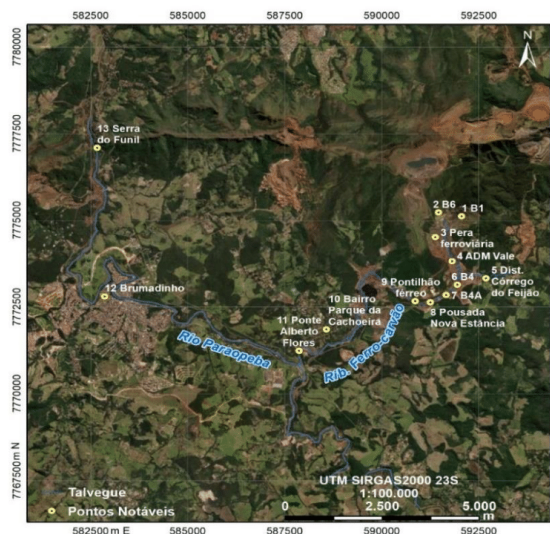 582500
585000
587500
590000
592500
7780000
7777500
7775000
7772500
7770000
7767500 m N
N
13 Serra
do Funil
2 B6
1 B1
3 Pera
ferroviária
4 ADM Vale
5 Dist.
Córrego
do Feijão
6 B4
7 B4A
8 Pousada
Nova Estância
9 Pontilhão
férreo
10 Bairro
Parque da
Cachoeira
11 Ponte
Alberto
Flores
12 Brumadinho
Rio Paraopeba
Rib. Ferro-carvão
Talvegue
Pontos Notáveis
UTM SIRGAS2000 23S
1:100.000
0 2.500 5.000
m
582500 m E
585000
587500
590000
592500